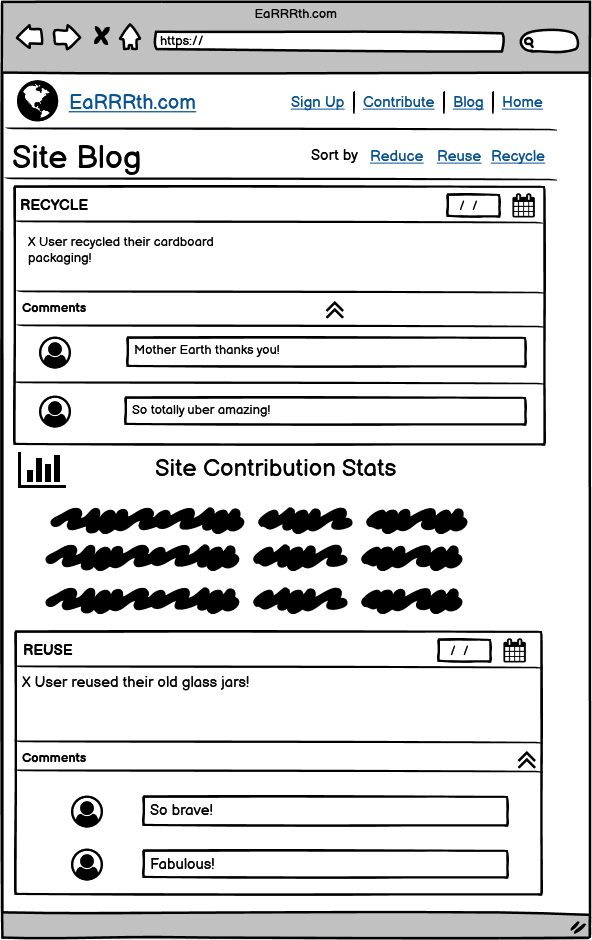 EaRRRth.com
https://
EaRRRth.com
Sign Up | Contribute | Blog | Home
Site Blog
Sort by Reduce Reuse Recycle
RECYCLE / /
X User recycled their cardboard
packaging!
Comments
Mother Earth thanks you!
So totally uber amazing!
Site Contribution Stats
REUSE / /
X User reused their old glass jars!
Comments
So brave!
Fabulous!